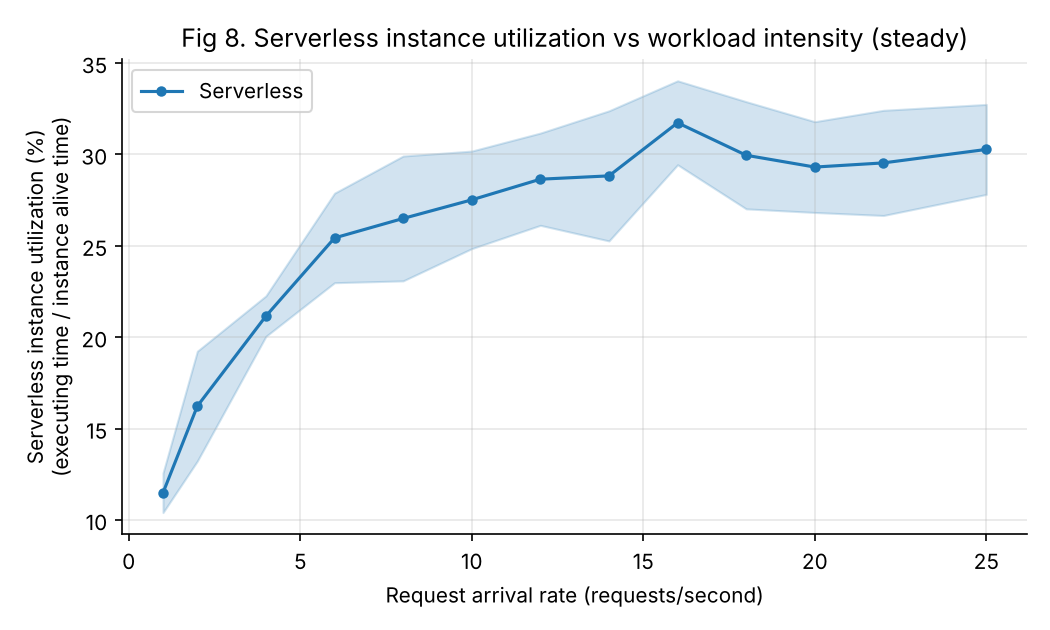 Fig 8. Serverless instance utilization vs workload intensity (steady)
Serverless
Serverless instance utilization (%)
(executing time / instance alive time)
35
30
25
20
15
10
0 5 10 15 20 25
Request arrival rate (requests/second)